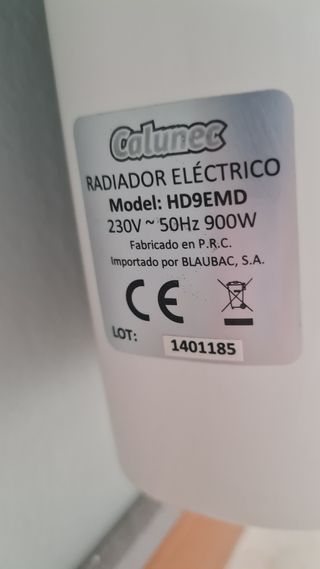 Calunec
RADIADOR ELÉCTRICO
Model: HD9EMD
230V ~ 50Hz 900W
Fabricado en P.R.C.
Importado por BLAUBAC, S.A.
CE
LOT:
1401185